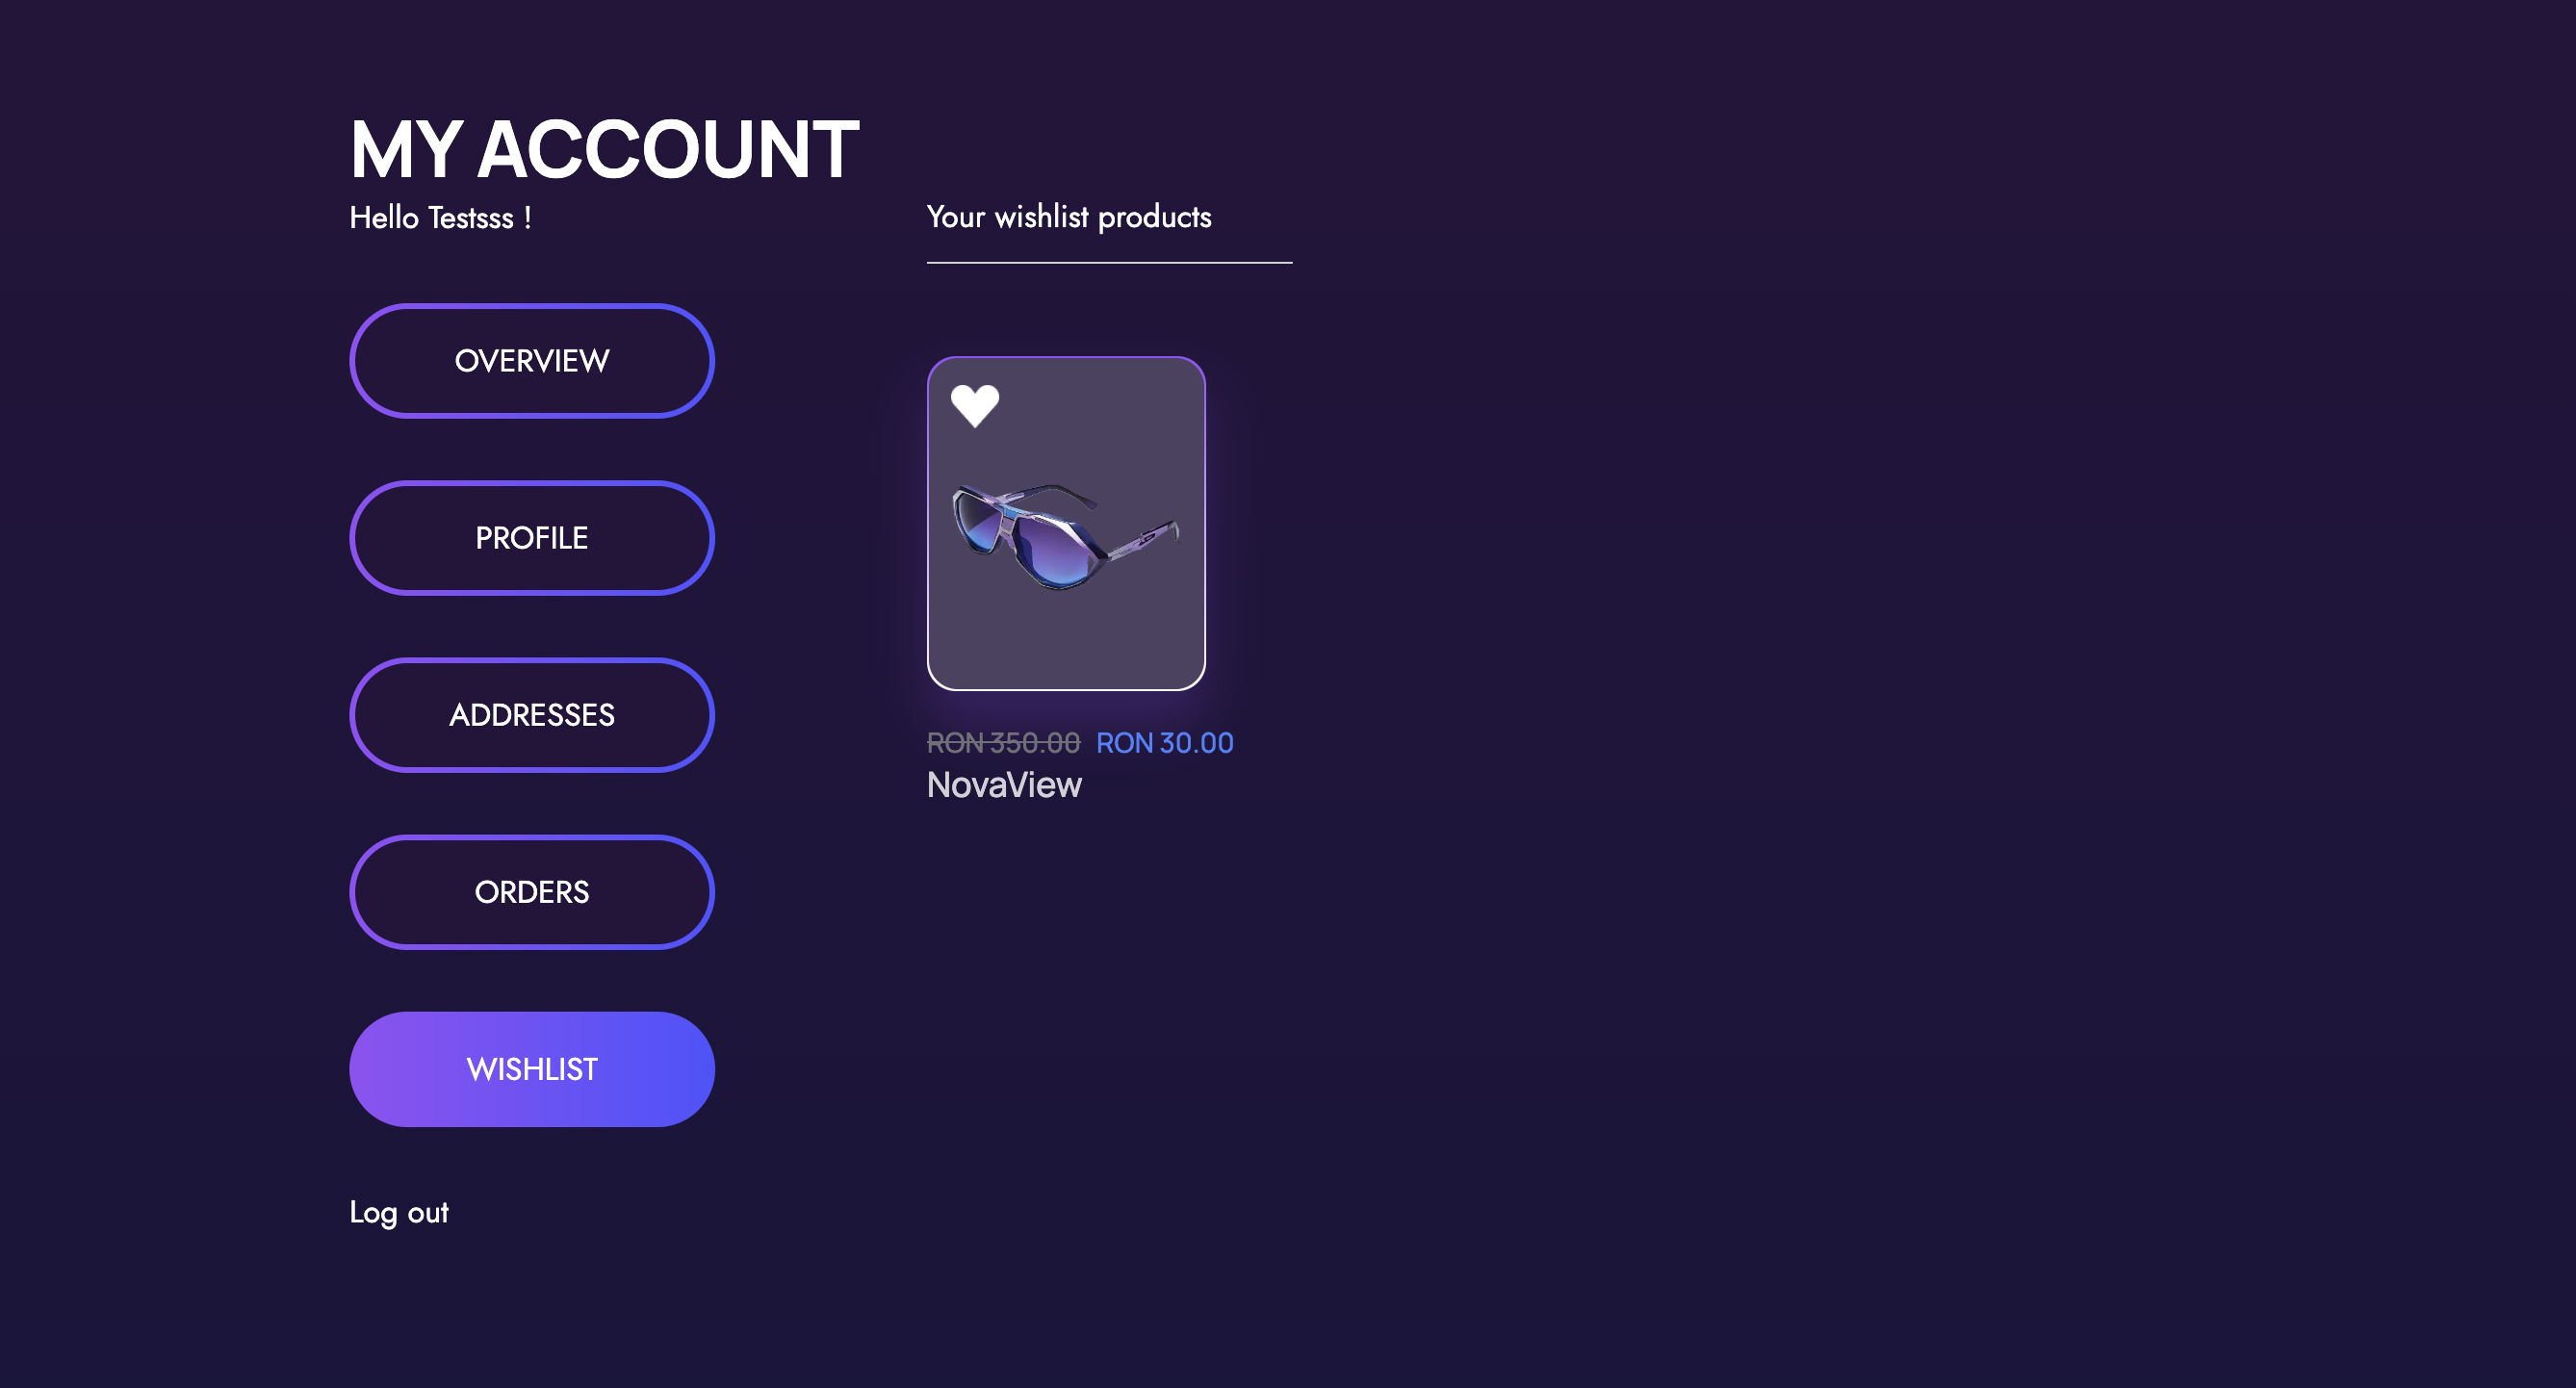 MY ACCOUNT
Hello Testsss !
OVERVIEW
PROFILE
ADDRESSES
ORDERS
WISHLIST
Log out
Your wishlist products
RON 350.00 RON 30.00
NovaView